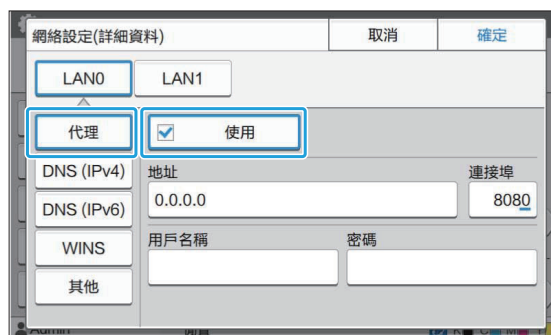 網絡設定(詳細資料)
取消
確定
LAN0
LAN1
代理
使用
DNS (IPv4)
地址
連接埠
0.0.0.0
8080
DNS (IPv6)
用戶名稱
密碼
WINS
其他